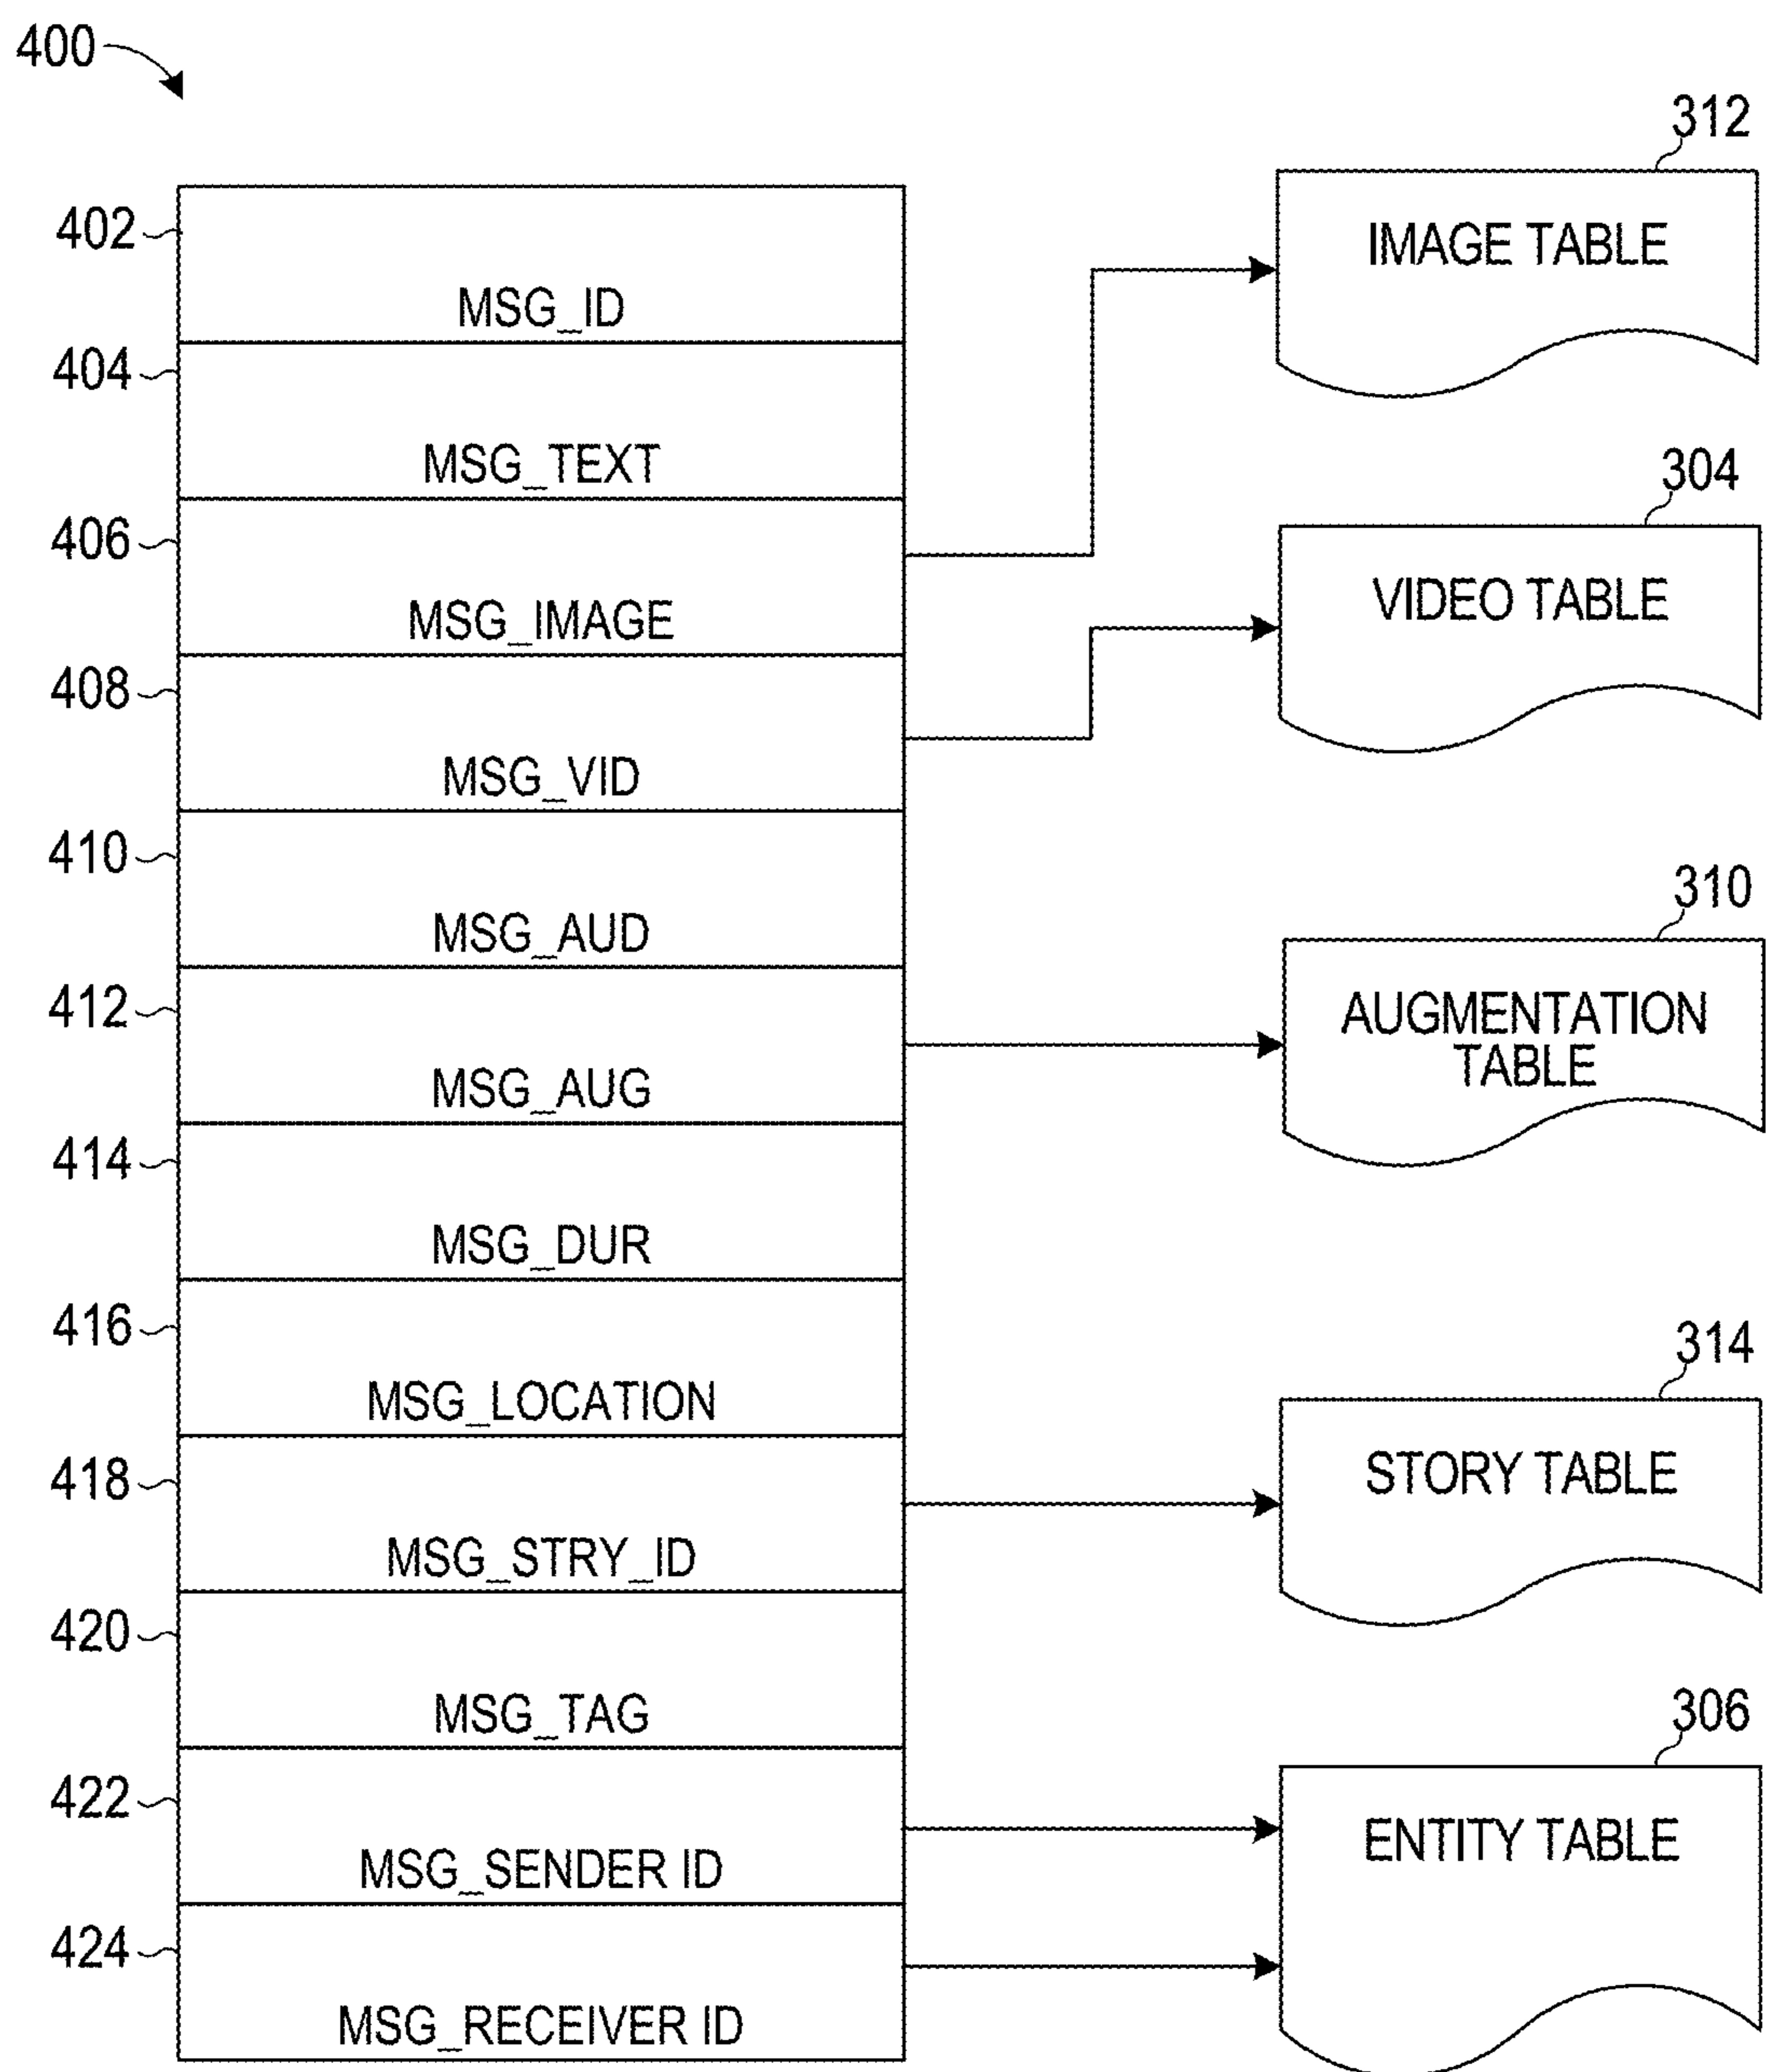 400
402
MSG_ID
404
MSG_TEXT
406
MSG_IMAGE
408
MSG_VID
410
MSG_AUD
412
MSG_AUG
414
MSG_DUR
416
MSG_LOCATION
418
MSG_STRY_ID
420
MSG_TAG
422
MSG_SENDER ID
424
MSG_RECEIVER ID
312
IMAGE TABLE
304
VIDEO TABLE
310
AUGMENTATION
TABLE
314
STORY TABLE
306
ENTITY TABLE